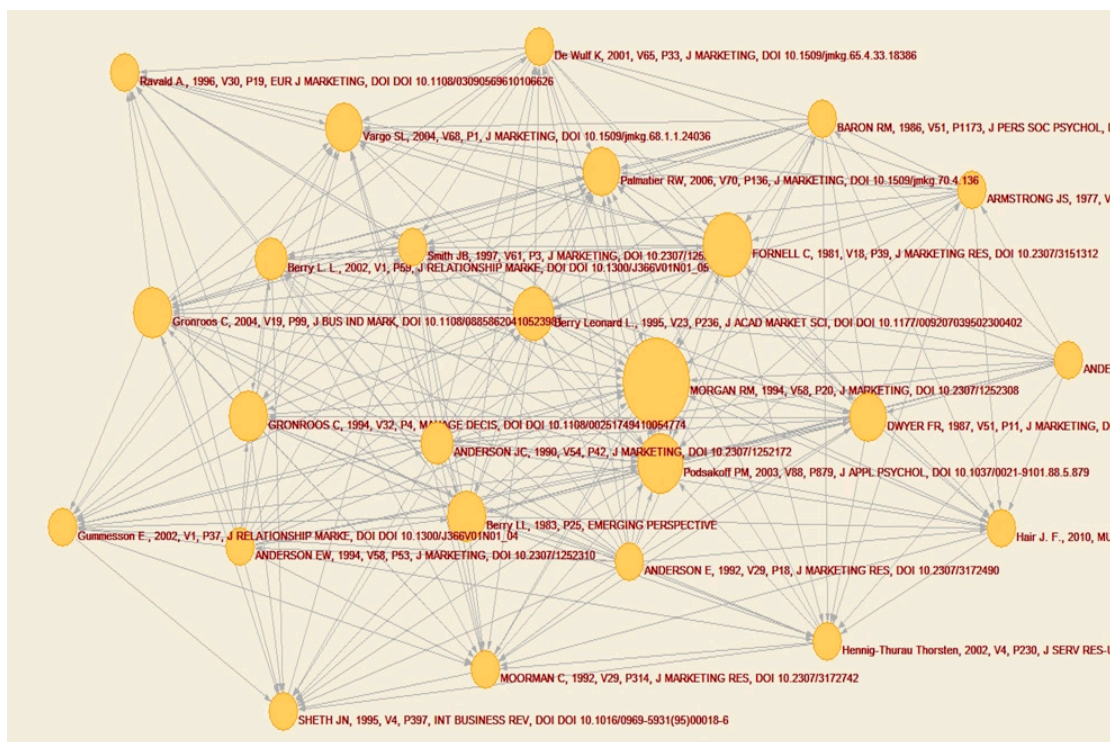 De Wulf K, 2001, V65, P33, J MARKETING, DOI 10.1509/jmkg.65.4.33.18386
Ravald A., 1996, V30, P19, EUR J MARKETING, DOI DOI 10.1108/03090569610106626
BARON RM, 1986, V51, P1173, J PERS SOC PSYCHOL,
Vargo SL, 2004, V68, P1, J MARKETING, DOI 10.1509/jmkg.68.1.1.24036
Palmatier RW, 2006, V70, P136, J MARKETING, DOI 10.1509/jmkg.70.4.136
ARMSTRONG JS, 1977, V
Smith JB, 1997, V61, P3, J MARKETING, DOI 10.2307/125
FORNELL C, 1981, V18, P39, J MARKETING RES, DOI 10.2307/3151312
Berry L. L., 2002, V1, P59, J RELATIONSHIP MARKE, DOI DOI 10.1300/J366V01N01_05
Gronroos C, 2004, V19, P99, J BUS IND MARK, DOI 10.1108/08858620410523981
Berry Leonard L., 1995, V23, P236, J ACAD MARKET SCI, DOI DOI 10.1177/009207039502300402
ANDE
MORGAN RM, 1994, V58, P20, J MARKETING, DOI 10.2307/1252308
GRONROOS C, 1994, V32, P4, MANAGE DECIS, DOI DOI 10.1108/00251749410054774
DWYER FR, 1987, V51, P11, J MARKETING, D
ANDERSON JC, 1990, V54, P42, J MARKETING, DOI 10.2307/1252172
Podsakoff PM, 2003, V88, P879, J APPL PSYCHOL, DOI 10.1037/0021-9101.88.5.879
Berry LL, 1983, P25, EMERGING PERSPECTIVE
Gummesson E., 2002, V1, P37, J RELATIONSHIP MARKE, DOI DOI 10.1300/J366V01N01_04
Hair J. F., 2010, MU
ANDERSON EW, 1994, V58, P53, J MARKETING, DOI 10.2307/1252310
ANDERSON E, 1992, V29, P18, J MARKETING RES, DOI 10.2307/3172490
Hennig-Thurau Thorsten, 2002, V4, P230, J SERV RES-U
MOORMAN C, 1992, V29, P314, J MARKETING RES, DOI 10.2307/3172742
SHETH JN, 1995, V4, P397, INT BUSINESS REV, DOI DOI 10.1016/0969-5931(95)00018-6